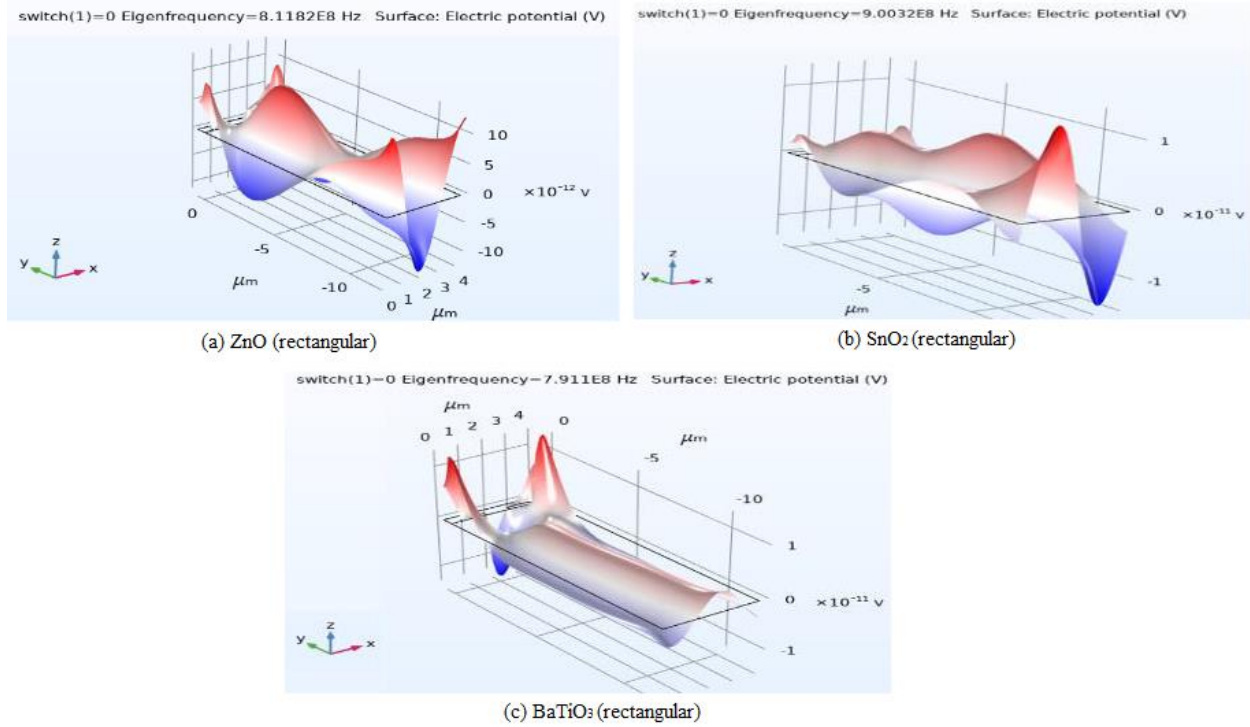 switch(1)=0 Eigenfrequency=8.1182E8 Hz Surface: Electric potential (V)
10
5
0
×10⁻¹² V
-5
-10
0
-5
-10
μm
0 1 2 3 4
μm
z
y
x
(a) ZnO (rectangular)
switch(1)=0 Eigenfrequency=9.0032E8 Hz Surface: Electric potential (V)
1
0
×10⁻¹¹ V
-1
-5
μm
z
y
x
(b) SnO₂ (rectangular)
switch(1)=0 Eigenfrequency=7.911E8 Hz Surface: Electric potential (V)
μm
0 1 2 3 4
0
μm
-5
-10
1
0
×10⁻¹¹ V
-1
z
y
x
(c) BaTiO₃ (rectangular)